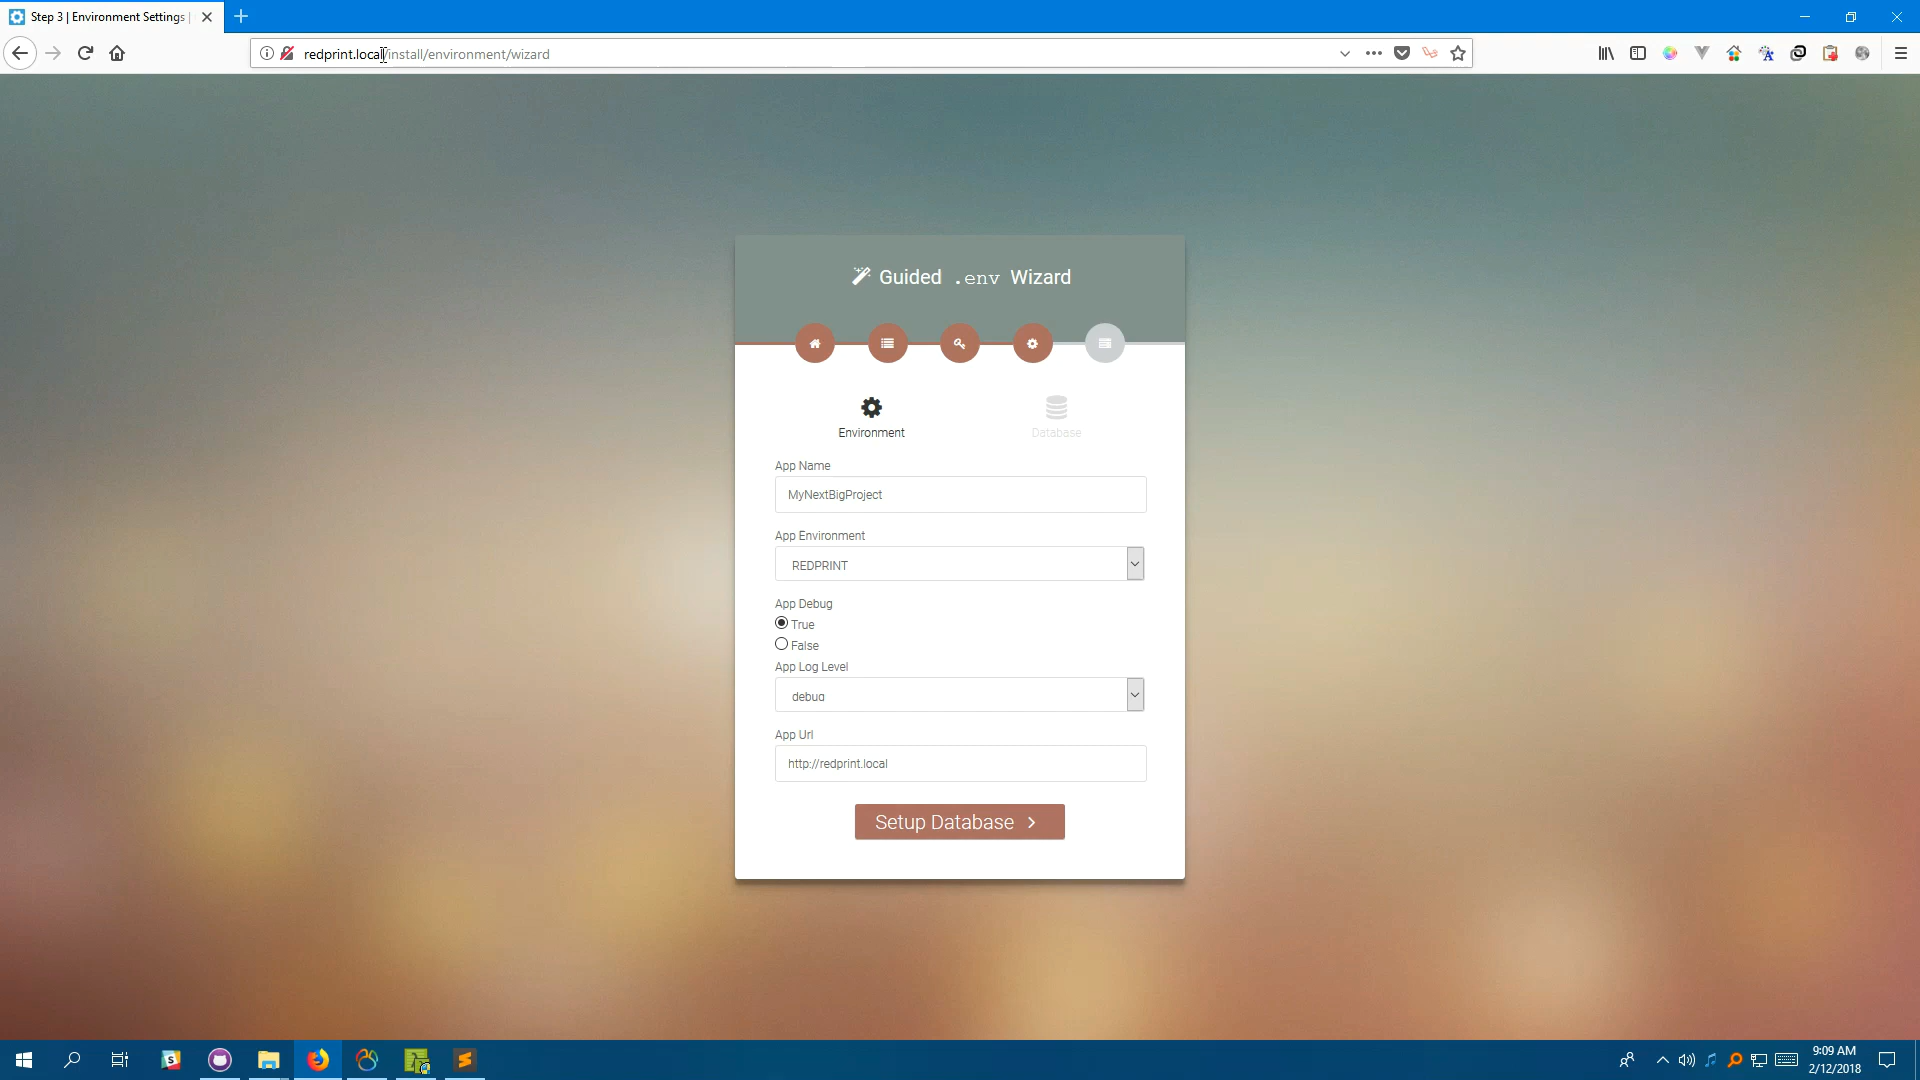 Step 3 | Environment Settings |
redprint.local/install/environment/wizard
Guided .env Wizard
Environment
Database
App Name
MyNextBigProject
App Environment
REDPRINT
App Debug
True
False
App Log Level
debug
App Url
http://redprint.local
Setup Database
9:09 AM
2/12/2018